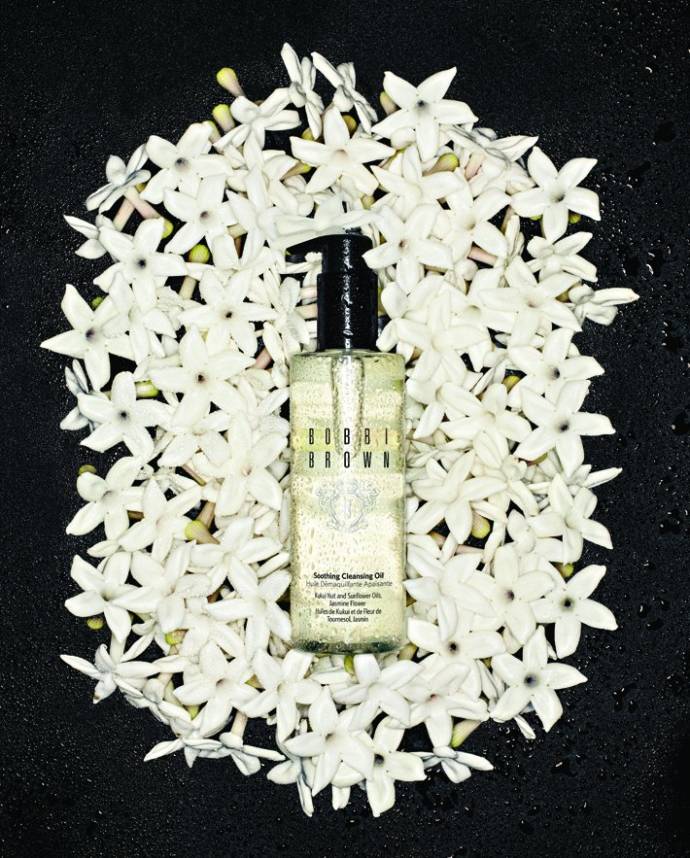 BOBBI
BROWN
Soothing Cleansing Oil
Huile Démaquillante Apaisante
Kukui Nut and Sunflower Oils,
Jasmine Flower
Huiles de Kukui et de Fleur de
Tournesol, Jasmin